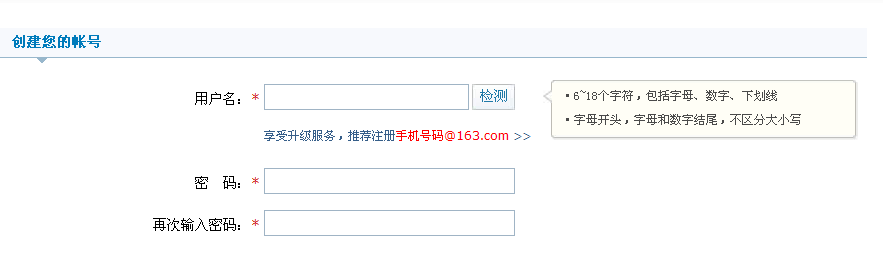 创建您的帐号
用户名：*
检测
• 6~18个字符，包括字母、数字、下划线
• 字母开头，字母和数字结尾，不区分大小写
享受升级服务，推荐注册手机号码@163.com >>
密 码：*
再次输入密码：*